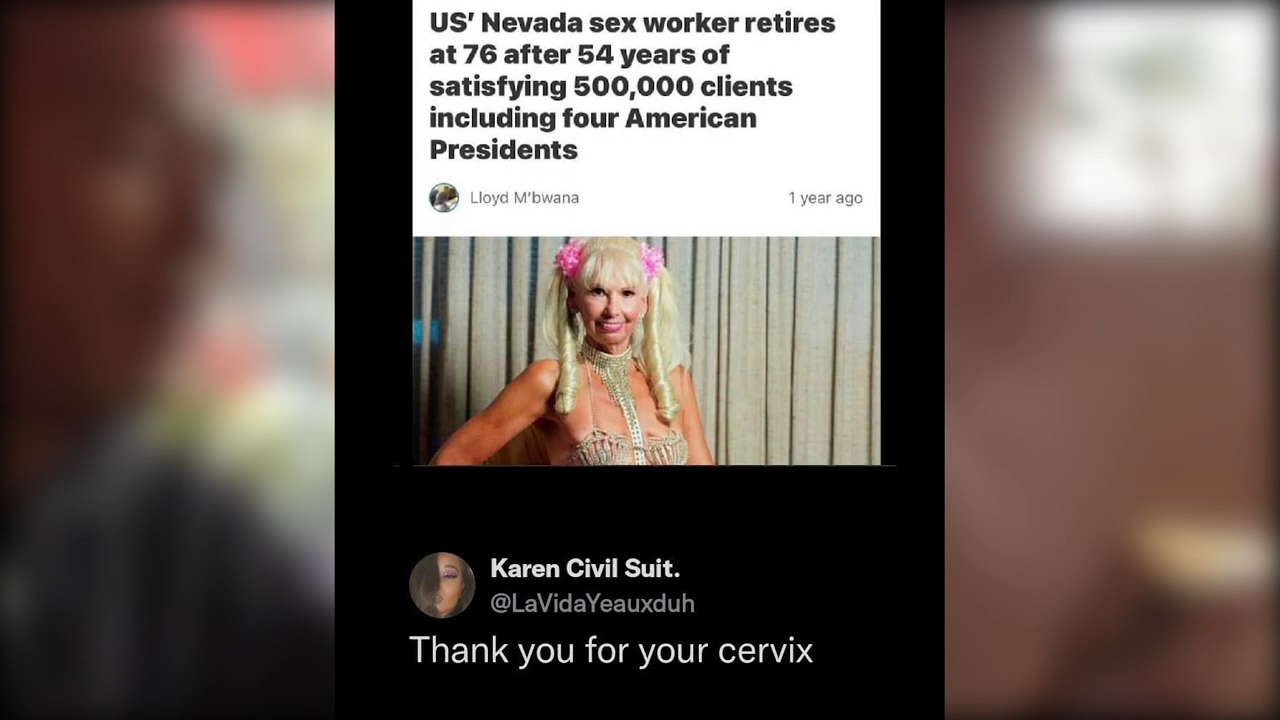 US' Nevada sex worker retires
at 76 after 54 years of
satisfying 500,000 clients
including four American
Presidents
Lloyd M'bwana
1 year ago
Karen Civil Suit.
@LaVidaYeauxduh
Thank you for your cervix